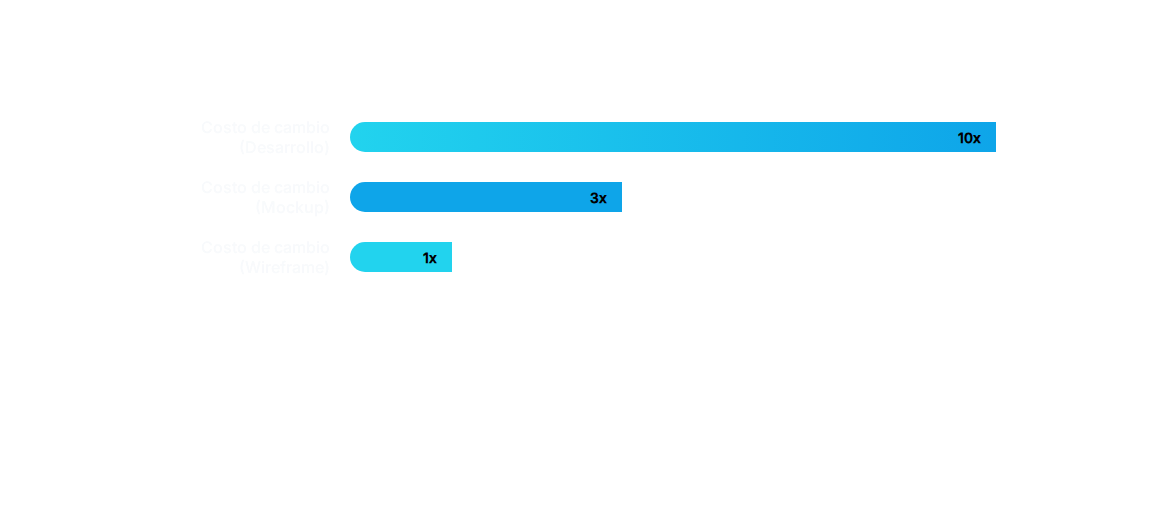 Costo de cambio
(Desarrollo)
10x
Costo de cambio
(Mockup)
3x
Costo de cambio
(Wireframe)
1x